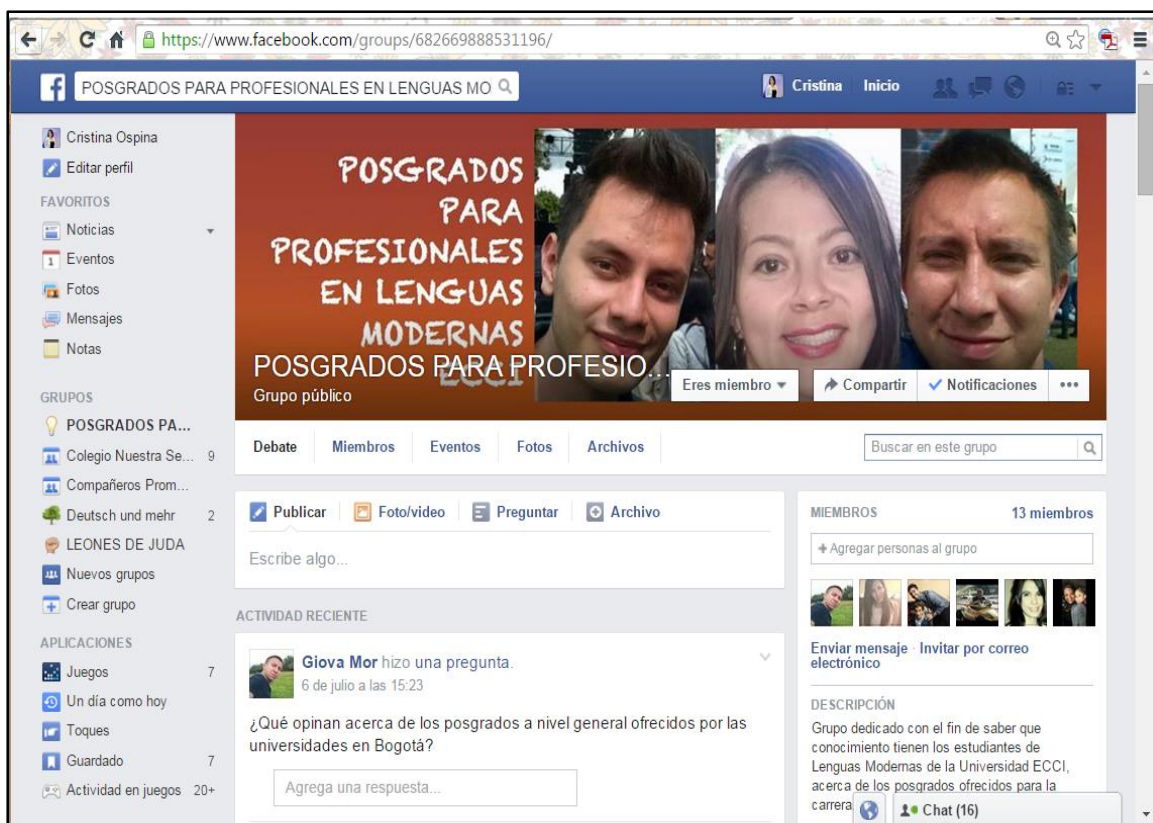 https://www.facebook.com/groups/682669888531196/
f
POSGRADOS PARA PROFESIONALES EN LENGUAS MO
Cristina
Inicio
Cristina Ospina
Editar perfil
FAVORITOS
Noticias
1 Eventos
Fotos
Mensajes
Notas
GRUPOS
POSGRADOS PA...
Colegio Nuestra Se... 9
Compañeros Prom...
Deutsch und mehr 2
LEONES DE JUDA
Nuevos grupos
Crear grupo
APLICACIONES
Juegos 7
Un día como hoy
Toques
Guardado 7
Actividad en juegos 20+
POSGRADOS
PARA
PROFESIONALES
EN LENGUAS
MODERNAS
ECCI
POSGRADOS PARA PROFESIO...
Grupo público
Eres miembro
Compartir
Notificaciones
Debate Miembros Eventos Fotos Archivos
Buscar en este grupo
Publicar Foto/video Preguntar Archivo
Escribe algo...
ACTIVIDAD RECIENTE
Giova Mor hizo una pregunta.
6 de julio a las 15:23
¿Qué opinan acerca de los posgrados a nivel general ofrecidos por las
universidades en Bogotá?
Agrega una respuesta...
MIEMBROS 13 miembros
+ Agregar personas al grupo
Enviar mensaje · Invitar por correo
electrónico
DESCRIPCIÓN
Grupo dedicado con el fin de saber que
conocimiento tienen los estudiantes de
Lenguas Modernas de la Universidad ECCI,
acerca de los posgrados ofrecidos para la
carrera
Chat (16)